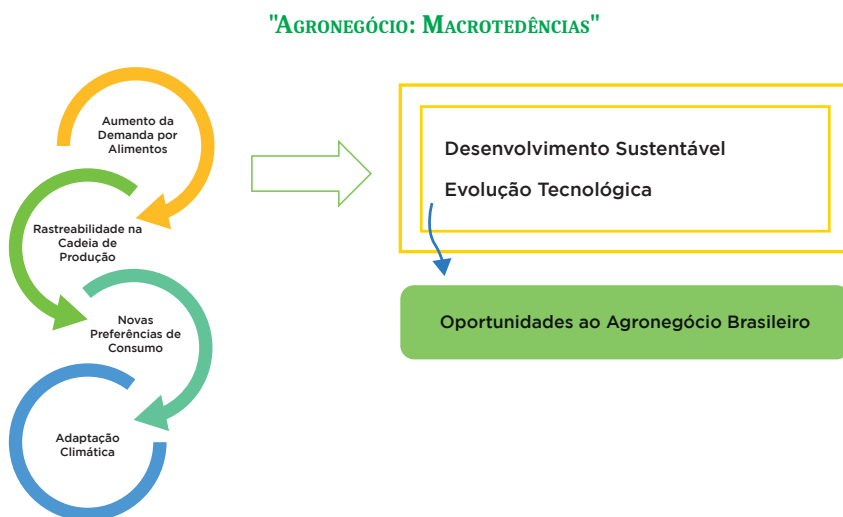 "Agronegócio: Macrotedências"
Aumento da
Demanda por
Alimentos
Rastreabilidade na
Cadeia de
Produção
Novas
Preferências de
Consumo
Adaptação
Climática
Desenvolvimento Sustentável
Evolução Tecnológica
Oportunidades ao Agronegócio Brasileiro